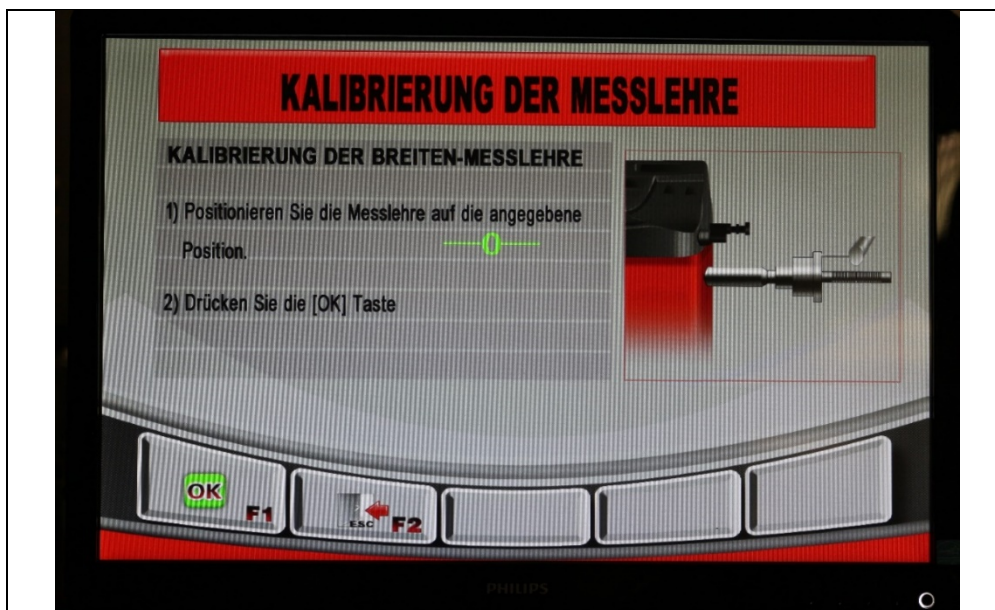 KALIBRIERUNG DER MESSLEHRE
KALIBRIERUNG DER BREITEN-MESSLEHRE
1) Positionieren Sie die Messlehre auf die angegebene
Position.
0
2) Drücken Sie die [OK] Taste
OK F1
ESC F2
PHILIPS